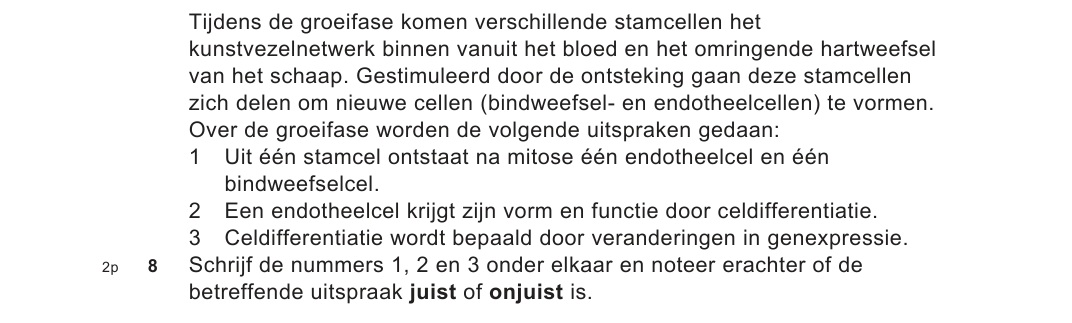 Tijdens de groeifase komen verschillende stamcellen het
kunstvezelnetwerk binnen vanuit het bloed en het omringende hartweefsel
van het schaap. Gestimuleerd door de ontsteking gaan deze stamcellen
zich delen om nieuwe cellen (bindweefsel- en endotheelcellen) te vormen.
Over de groeifase worden de volgende uitspraken gedaan:
1 Uit één stamcel ontstaat na mitose één endotheelcel en één
bindweefselcel.
2 Een endotheelcel krijgt zijn vorm en functie door celdifferentiatie.
3 Celdifferentiatie wordt bepaald door veranderingen in genexpressie.
2p 8 Schrijf de nummers 1, 2 en 3 onder elkaar en noteer erachter of de
betreffende uitspraak juist of onjuist is.